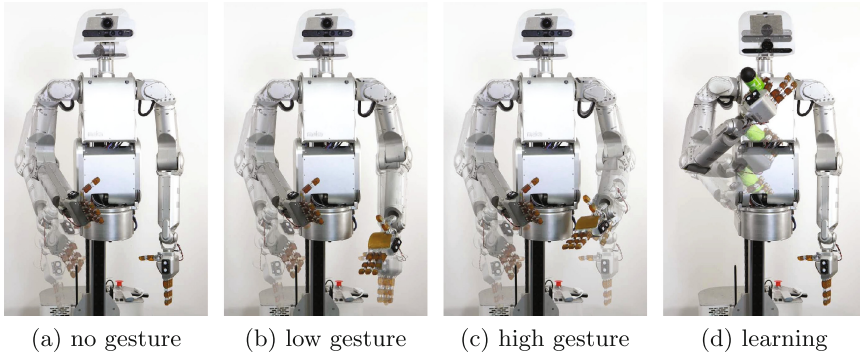 (a) no gesture
(b) low gesture
(c) high gesture
(d) learning